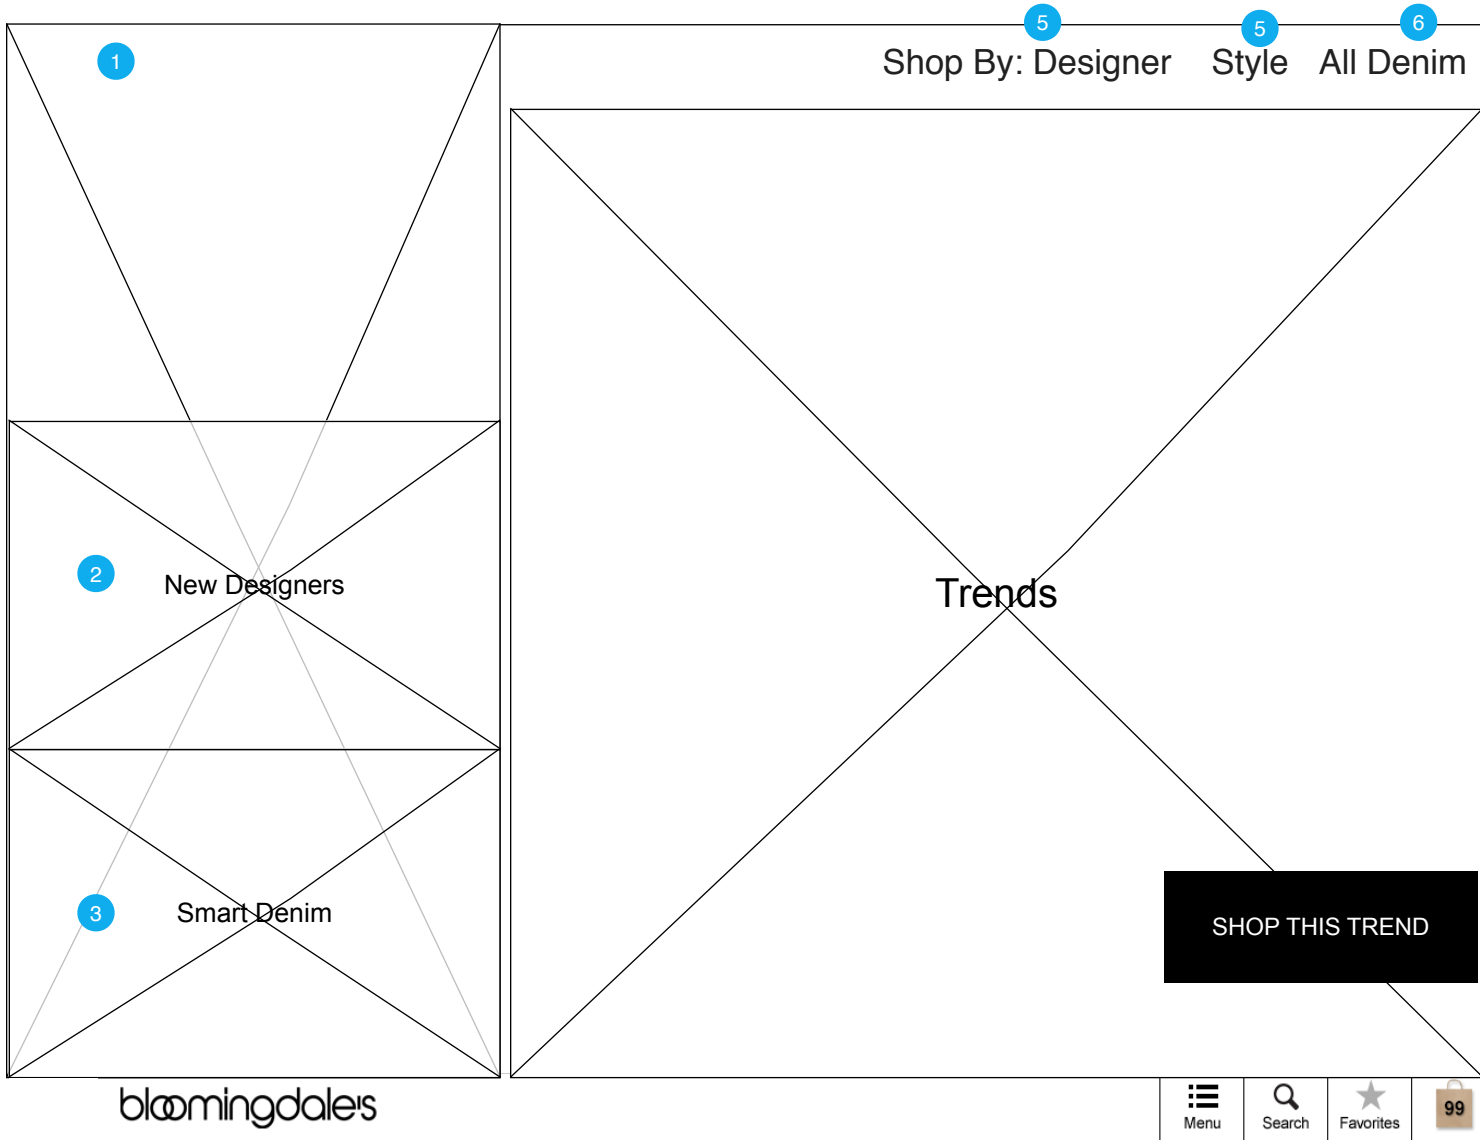 5
5
6
1
Shop By: Designer Style All Denim
2
New Designers
Trends
3
Smart Denim
SHOP THIS TREND
bloomingdale's
Menu
Search
Favorites
99